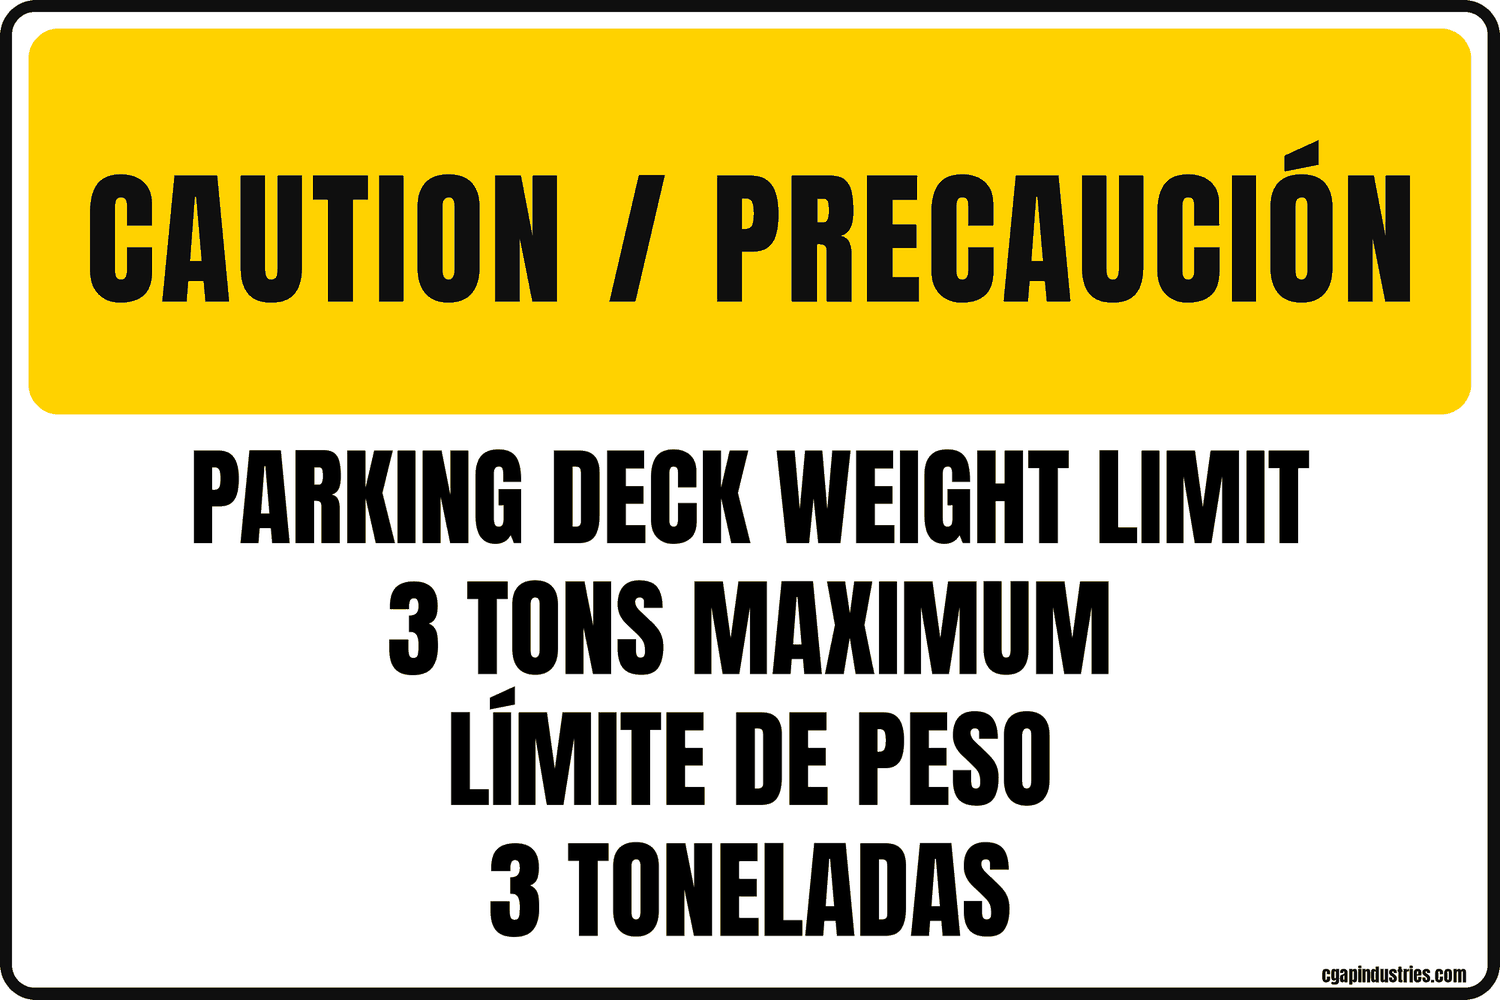 CAUTION / PRECAUCIÓN
PARKING DECK WEIGHT LIMIT
3 TONS MAXIMUM
LÍMITE DE PESO
3 TONELADAS
cgapindustries.com